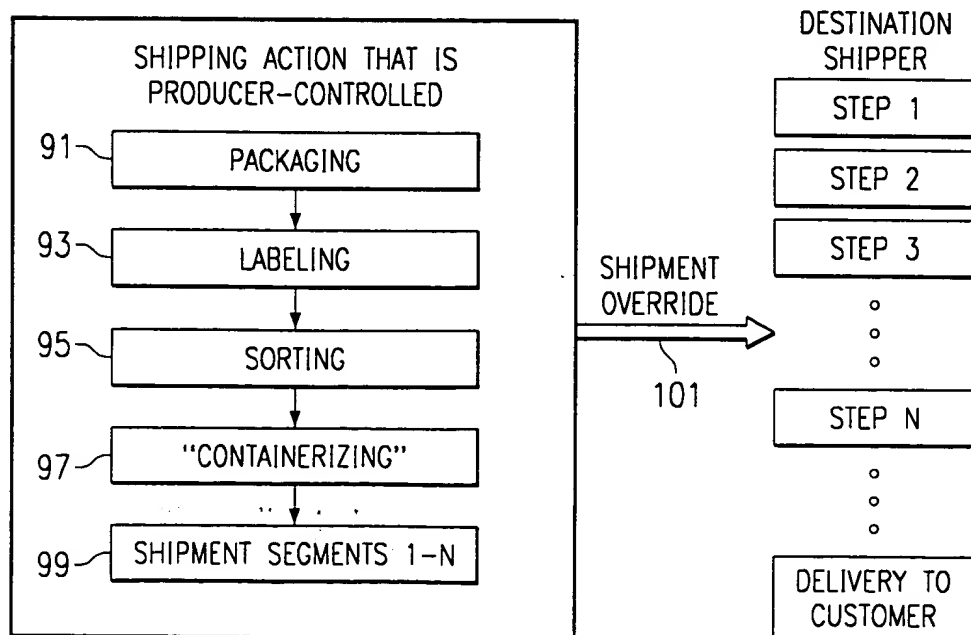 SHIPPING ACTION THAT IS
PRODUCER-CONTROLLED
91
PACKAGING
93
LABELING
95
SORTING
97
"CONTAINERIZING"
99
SHIPMENT SEGMENTS 1-N
SHIPMENT
OVERRIDE
101
DESTINATION
SHIPPER
STEP 1
STEP 2
STEP 3
STEP N
DELIVERY TO
CUSTOMER